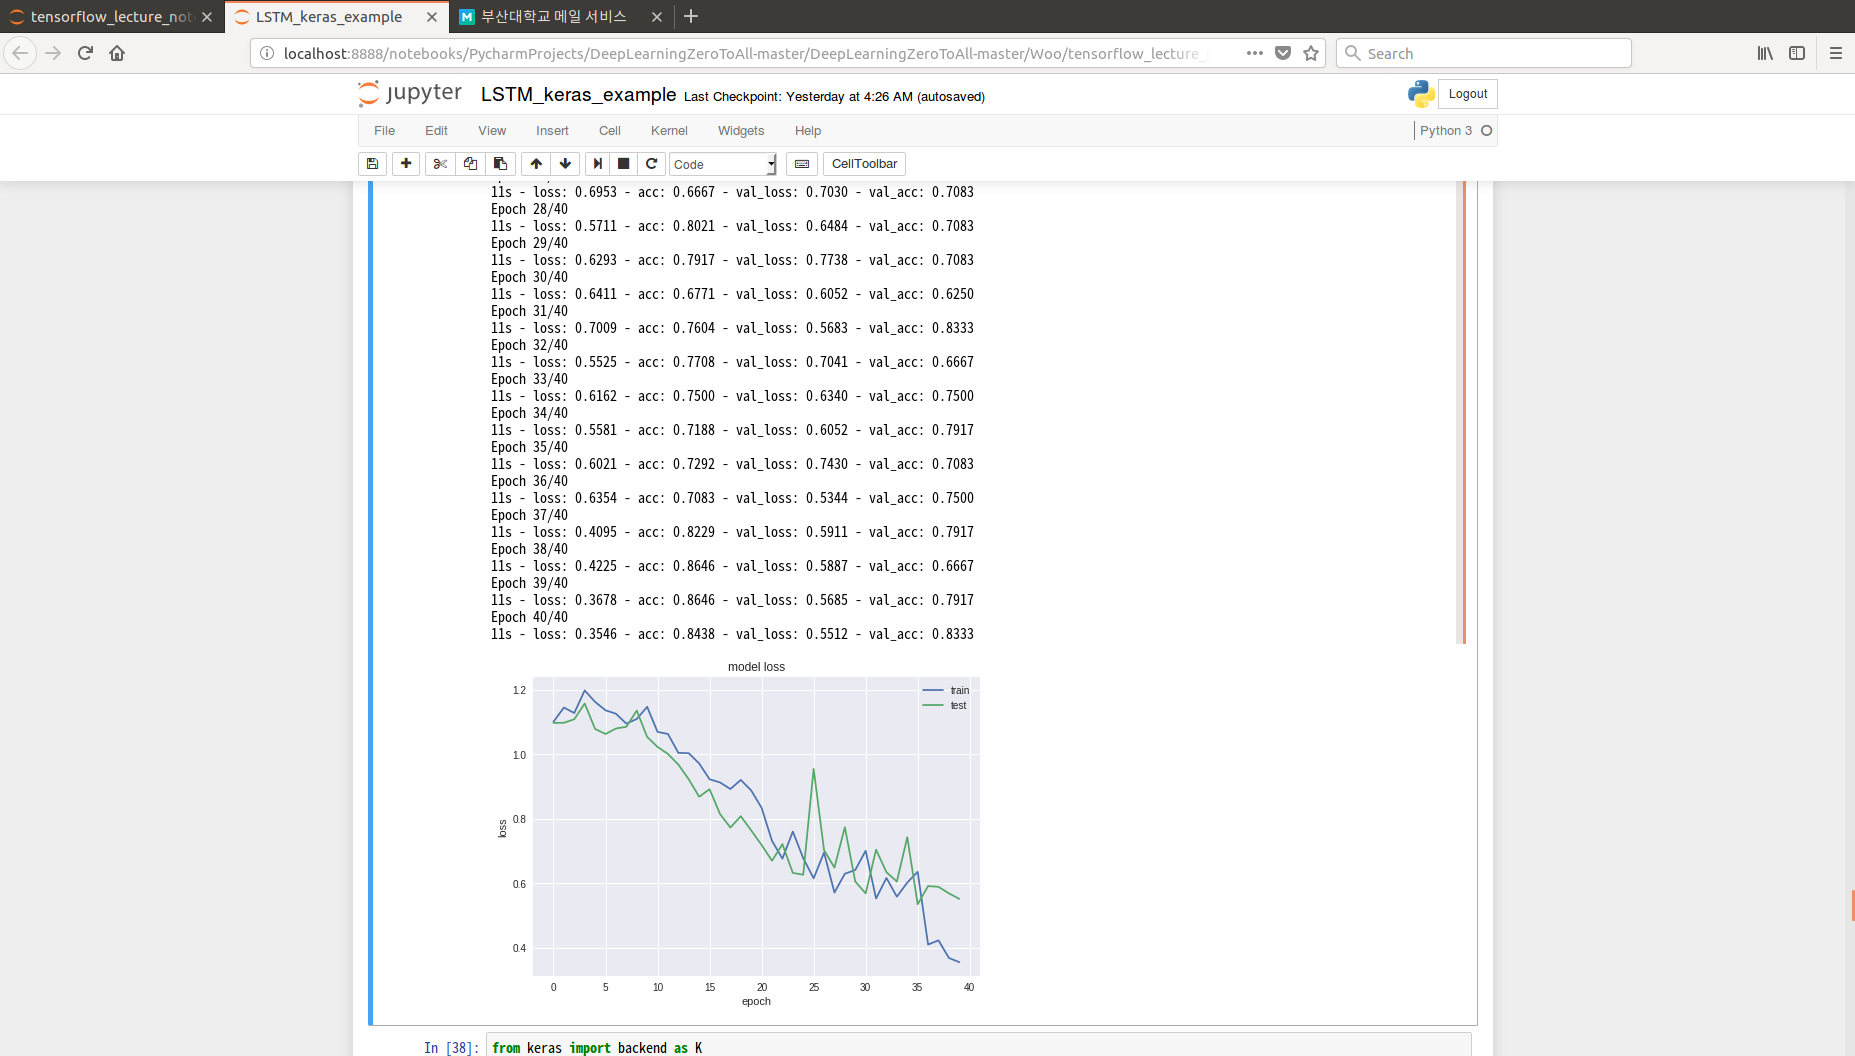 tensorflow_lecture_not
LSTM_keras_example
부산대학교 메일 서비스
localhost:8888/notebooks/PycharmProjects/DeepLearningZeroToAll-master/DeepLearningZeroToAll-master/Woo/tensorflow_lecture_
Search
jupyter LSTM_keras_example Last Checkpoint: Yesterday at 4:26 AM (autosaved)
Logout
File Edit View Insert Cell Kernel Widgets Help
Python 3
Code
CellToolbar
11s - loss: 0.6953 - acc: 0.6667 - val_loss: 0.7030 - val_acc: 0.7083
Epoch 28/40
11s - loss: 0.5711 - acc: 0.8021 - val_loss: 0.6484 - val_acc: 0.7083
Epoch 29/40
11s - loss: 0.6293 - acc: 0.7917 - val_loss: 0.7738 - val_acc: 0.7083
Epoch 30/40
11s - loss: 0.6411 - acc: 0.6771 - val_loss: 0.6052 - val_acc: 0.6250
Epoch 31/40
11s - loss: 0.7009 - acc: 0.7604 - val_loss: 0.5683 - val_acc: 0.8333
Epoch 32/40
11s - loss: 0.5525 - acc: 0.7708 - val_loss: 0.7041 - val_acc: 0.6667
Epoch 33/40
11s - loss: 0.6162 - acc: 0.7500 - val_loss: 0.6340 - val_acc: 0.7500
Epoch 34/40
11s - loss: 0.5581 - acc: 0.7188 - val_loss: 0.6052 - val_acc: 0.7917
Epoch 35/40
11s - loss: 0.6021 - acc: 0.7292 - val_loss: 0.7430 - val_acc: 0.7083
Epoch 36/40
11s - loss: 0.6354 - acc: 0.7083 - val_loss: 0.5344 - val_acc: 0.7500
Epoch 37/40
11s - loss: 0.4095 - acc: 0.8229 - val_loss: 0.5911 - val_acc: 0.7917
Epoch 38/40
11s - loss: 0.4225 - acc: 0.8646 - val_loss: 0.5887 - val_acc: 0.6667
Epoch 39/40
11s - loss: 0.3678 - acc: 0.8646 - val_loss: 0.5685 - val_acc: 0.7917
Epoch 40/40
11s - loss: 0.3546 - acc: 0.8438 - val_loss: 0.5512 - val_acc: 0.8333
model loss
train
test
1.2
1.0
0.8
0.6
0.4
loss
0 5 10 15 20 25 30 35 40
epoch
In [38]: from keras import backend as K